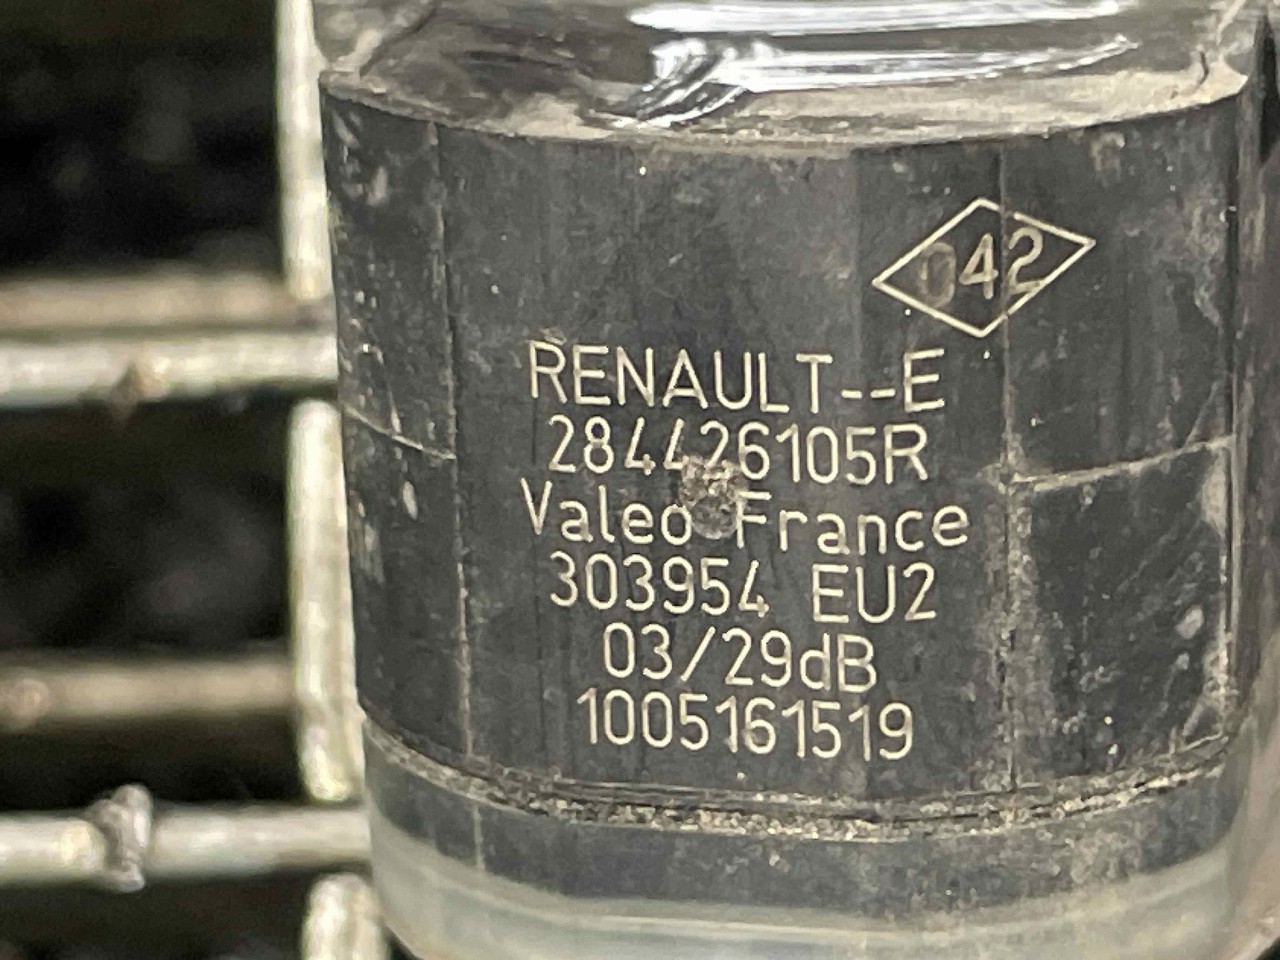 042
RENAULT--E
284426105R
Valeo France
303954 EU2
03/29dB
1005161519